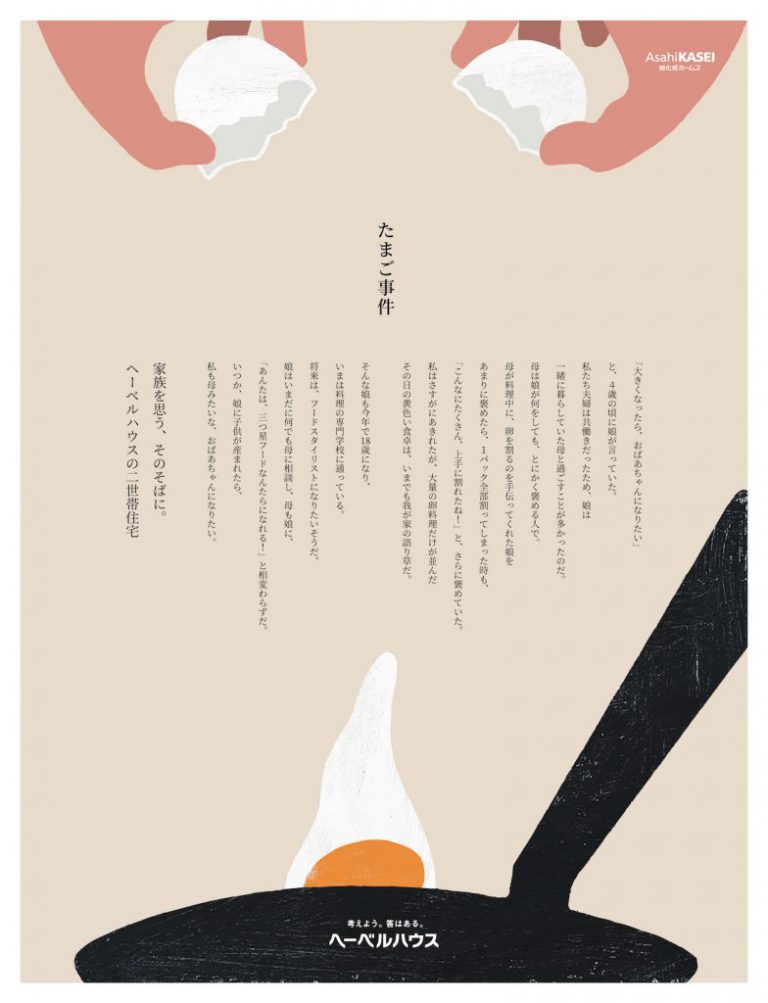 AsahiKASEI
旭化成ホームズ
たまご事件
「大きくなったら、おばあちゃんになりたい」
と、4歳の頃に娘が言っていた。
私たち夫婦は共働きだったため、娘は
一緒に暮らしていた母と過ごすことが多かったのだ。
母は娘が何をしても、とにかく褒める人で。
母が料理中に、卵を割るのを手伝ってくれた娘を
あまりに褒めたら、1パック全部割ってしまった時も、
「こんなにたくさん、上手に割れたね！」と、さらに褒めていた。
私はさすがにあきれたが、大量の卵料理だけが並んだ
その日の黄色い食卓は、いまでも我が家の語り草だ。
そんな娘も今年で18歳になり、
いまは料理の専門学校に通っている。
将来は、フードスタイリストになりたいそうだ。
娘はいまだに何でも母に相談し、母も娘に、
「あんたは、三つ星フードなんたらになれる！」と相変わらずだ。
いつか、娘に子供が産まれたら、
私も母みたいな、おばあちゃんになりたい。
家族を思う、そのそばに。
ヘーベルハウスの二世帯住宅
考えよう。答はある。
ヘーベルハウス